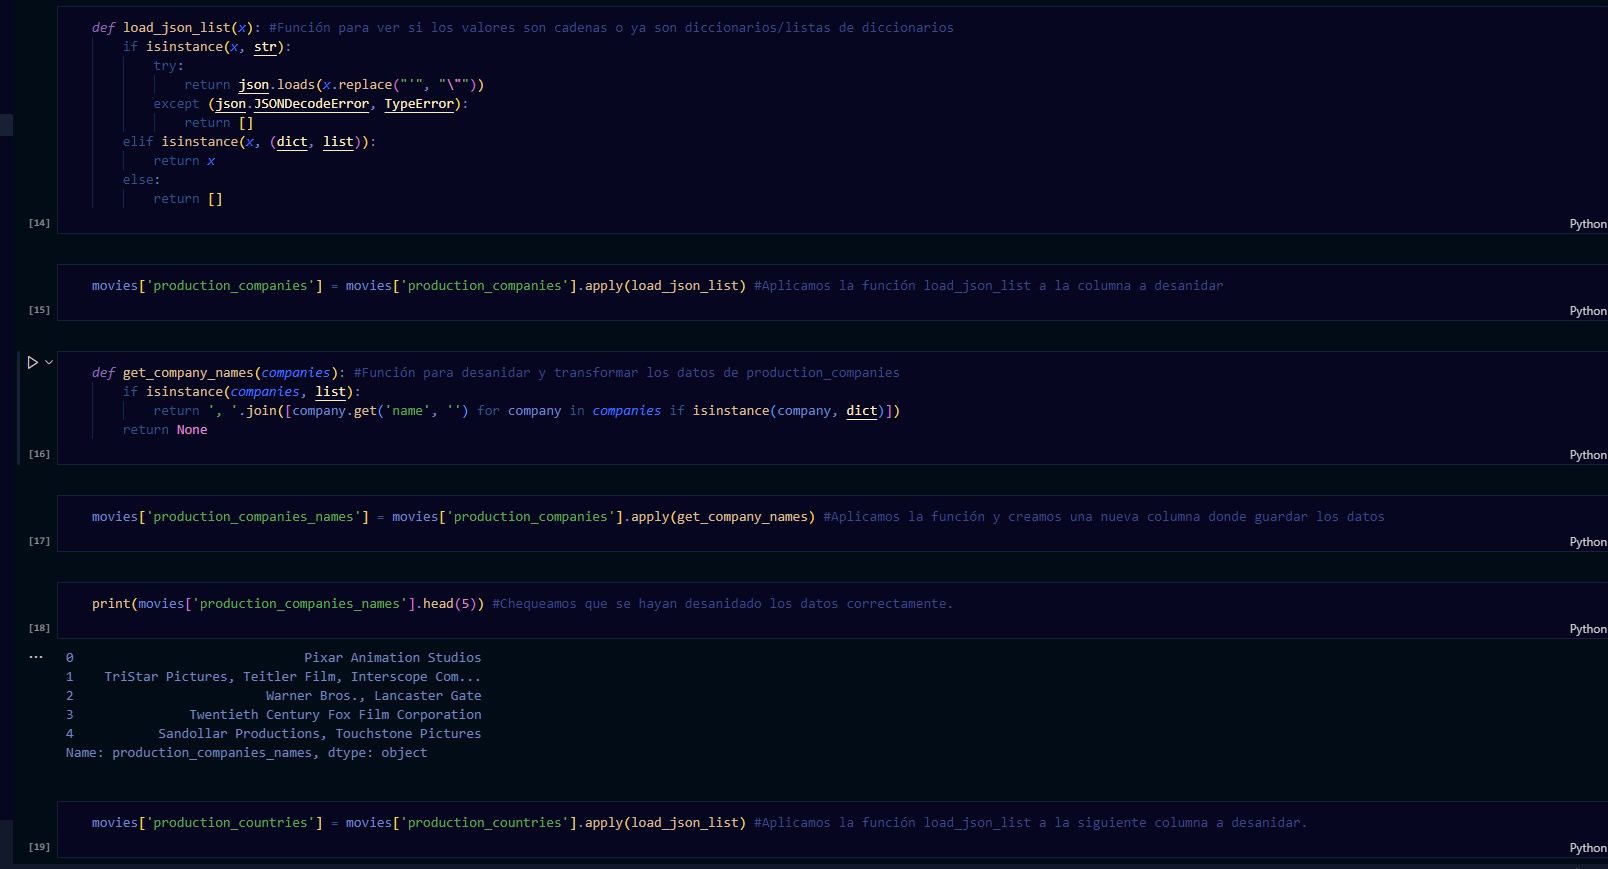 def load_json_list(x): #Función para ver si los valores son cadenas o ya son diccionarios/listas de diccionarios
    if isinstance(x, str):
        try:
            return json.loads(x.replace("'", "\""))
        except (json.JSONDecodeError, TypeError):
            return []
    elif isinstance(x, (dict, list)):
        return x
    else:
        return []
[14]
Python
movies['production_companies'] = movies['production_companies'].apply(load_json_list) #Aplicamos la función load_json_list a la columna a desanidar
[15]
Python
def get_company_names(companies): #Función para desanidar y transformar los datos de production_companies
    if isinstance(companies, list):
        return ', '.join([company.get('name', '') for company in companies if isinstance(company, dict)])
    return None
[16]
Python
movies['production_companies_names'] = movies['production_companies'].apply(get_company_names) #Aplicamos la función y creamos una nueva columna donde guardar los datos
[17]
Python
print(movies['production_companies_names'].head(5)) #Chequeamos que se hayan desanidado los datos correctamente.
[18]
Python
...
0                              Pixar Animation Studios
1    TriStar Pictures, Teitler Film, Interscope Com...
2                         Warner Bros., Lancaster Gate
3               Twentieth Century Fox Film Corporation
4           Sandollar Productions, Touchstone Pictures
Name: production_companies_names, dtype: object
movies['production_countries'] = movies['production_countries'].apply(load_json_list) #Aplicamos la función load_json_list a la siguiente columna a desanidar.
[19]
Python